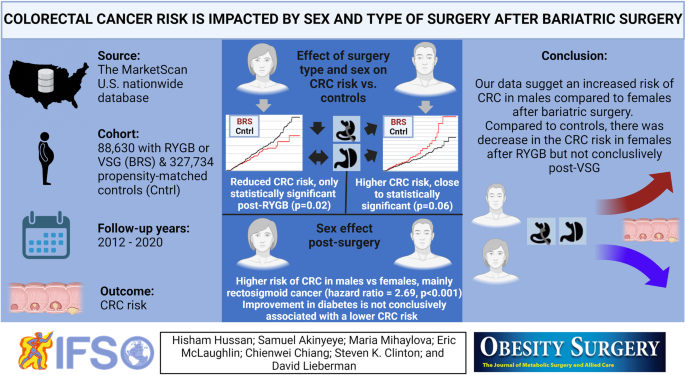 COLORECTAL CANCER RISK IS IMPACTED BY SEX AND TYPE OF SURGERY AFTER BARIATRIC SURGERY
Source:
The MarketScan
U.S. nationwide
database
Cohort:
88,630 with RYGB or
VSG (BRS) & 327,734
propensity-matched
controls (Cntrl)
Follow-up years:
2012 - 2020
Outcome:
CRC risk
Effect of surgery
type and sex on
CRC risk vs.
controls
BRS
Cntrl
BRS
Cntrl
Reduced CRC risk, only
statistically significant
post-RYGB (p=0.02)
Higher CRC risk, close
to statistically
significant (p=0.06)
Sex effect
post-surgery
Higher risk of CRC in males vs females, mainly
rectosigmoid cancer (hazard ratio = 2.69, p<0.001)
Improvement in diabetes is not conclusively
associated with a lower CRC risk
Conclusion:
Our data sugget an increased risk of
CRC in males compared to females
after bariatric surgery.
Compared to controls, there was
decrease in the CRC risk in females
after RYGB but not conclslively
post-VSG
IFSO
Hisham Hussan; Samuel Akinyeye; Maria Mihaylova; Eric
McLaughlin; Chienwei Chiang; Steven K. Clinton; and
David Lieberman
OBESITY SURGERY
The Journal of Metabolic Surgery and Allied Care